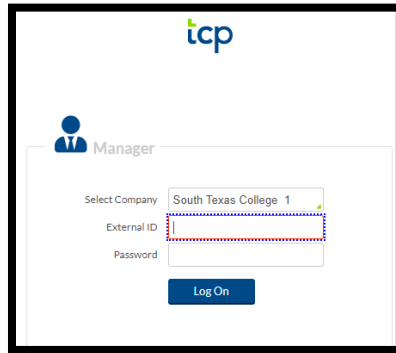 tcp
Manager
Select Company South Texas College 1
External ID
Password
Log On